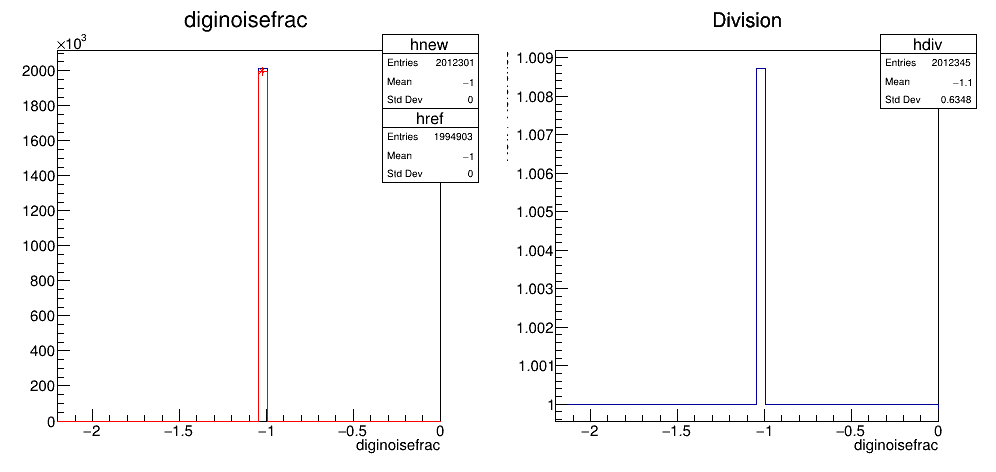 diginoisefrac
×10³
hnew
Entries 2012301
Mean −1
Std Dev 0
href
Entries 1994903
Mean −1
Std Dev 0
2000
1800
1600
1400
1200
1000
800
600
400
200
0
−2 −1.5 −1 −0.5 0
diginoisefrac
Division
hdiv
Entries 2012345
Mean −1.1
Std Dev 0.6348
1.009
1.008
1.007
1.006
1.005
1.004
1.003
1.002
1.001
1
−2 −1.5 −1 −0.5 0
diginoisefrac